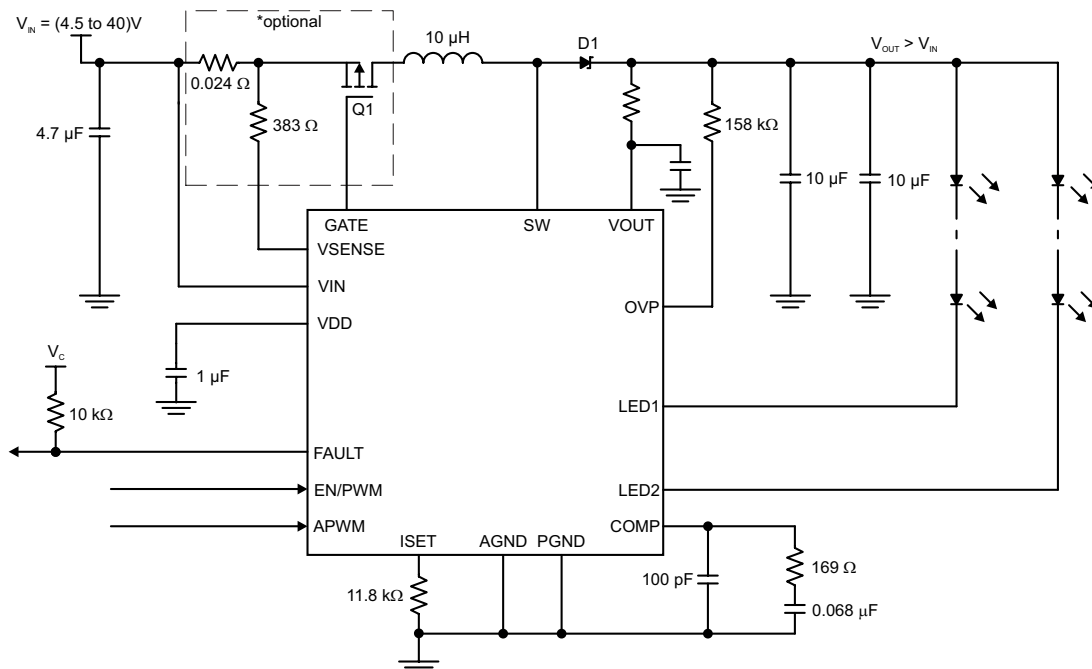 V_IN = (4.5 to 40)V
*optional
10 µH
D1
V_OUT > V_IN
0.024 Ω
Q1
4.7 µF
383 Ω
158 kΩ
10 µF
10 µF
GATE
SW
VOUT
VSENSE
VIN
OVP
VDD
V_C
1 µF
10 kΩ
LED1
FAULT
EN/PWM
LED2
APWM
COMP
ISET
AGND
PGND
11.8 kΩ
100 pF
169 Ω
0.068 µF